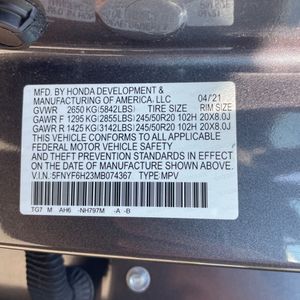 MFD. BY HONDA DEVELOPMENT &
MANUFACTURING OF AMERICA, LLC 04/21
GVWR 2650 KG (5842LBS) TIRE SIZE RIM SIZE
GAWR F 1295 KG (2855LBS) 245/50R20 102H 20X8.0J
GAWR R 1425 KG (3142LBS) 245/50R20 102H 20X8.0J
THIS VEHICLE CONFORMS TO ALL APPLICABLE
FEDERAL MOTOR VEHICLE SAFETY
STANDARDS IN EFFECT
ON THE DATE OF MANUFACTURE SHOWN ABOVE.
V.I.N. 5FNYF6H23MB074367 TYPE:MPV
TG7 M AH6 -NH797M -A -B